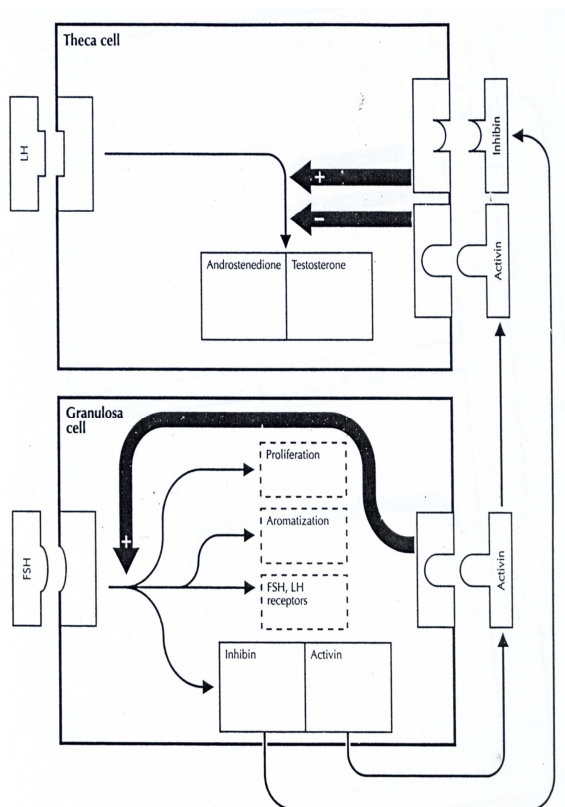 Theca cell
LH
+
−
Inhibin
Activin
Androstenedione
Testosterone
Granulosa
cell
+
Proliferation
Aromatization
FSH, LH
receptors
FSH
Activin
Inhibin
Activin